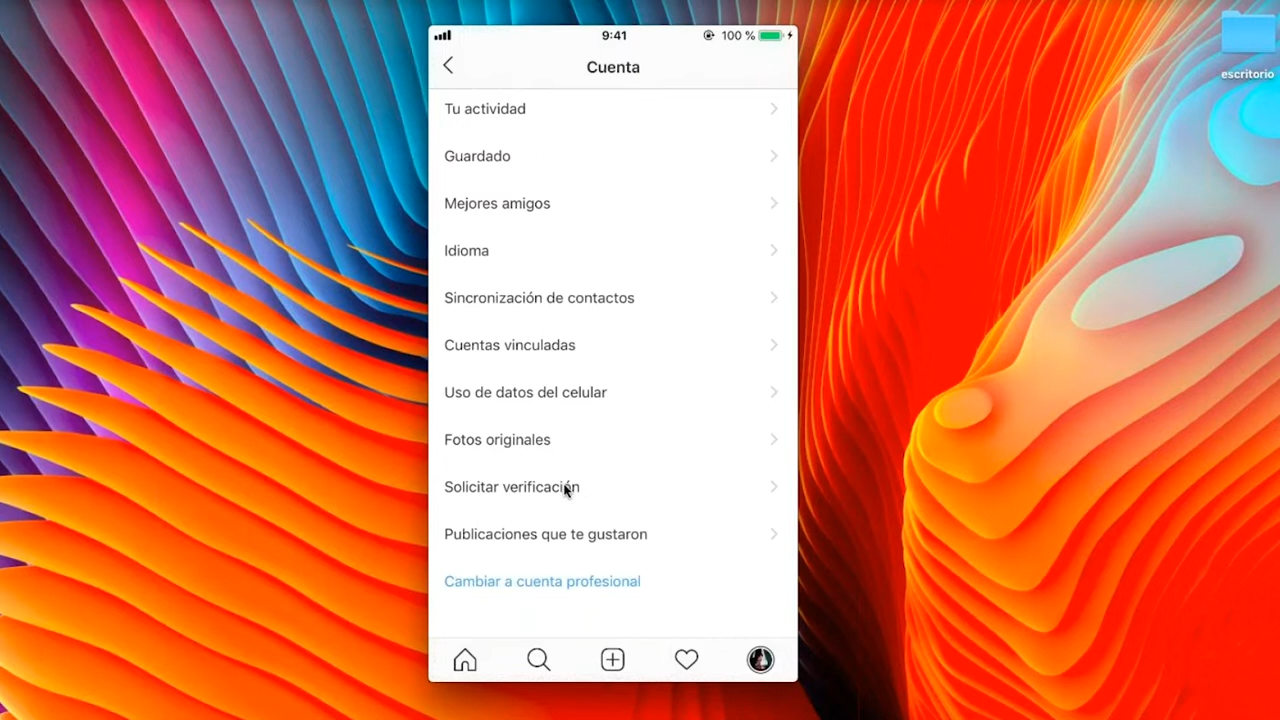 9:41
100 %
escritorio
Cuenta
Tu actividad
Guardado
Mejores amigos
Idioma
Sincronización de contactos
Cuentas vinculadas
Uso de datos del celular
Fotos originales
Solicitar verificación
Publicaciones que te gustaron
Cambiar a cuenta profesional